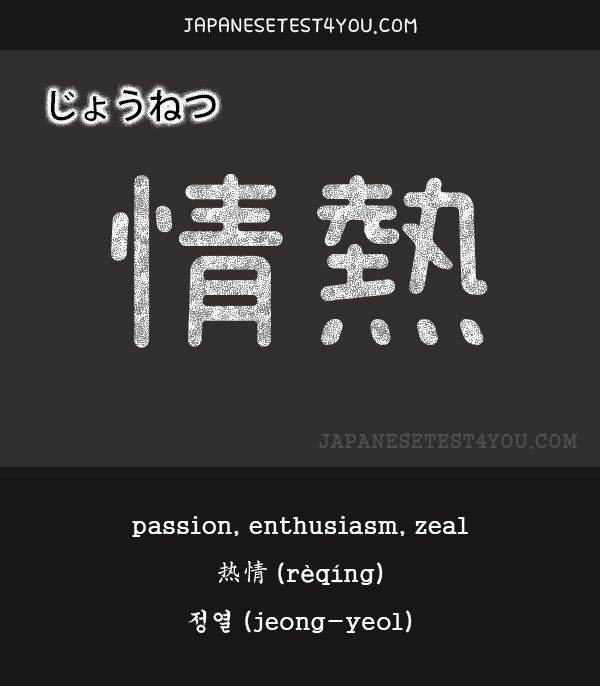 JAPANESETEST4YOU.COM
じょうねつ
情熱
JAPANESETEST4YOU.COM
passion, enthusiasm, zeal
热情 (rèqíng)
정열 (jeong-yeol)